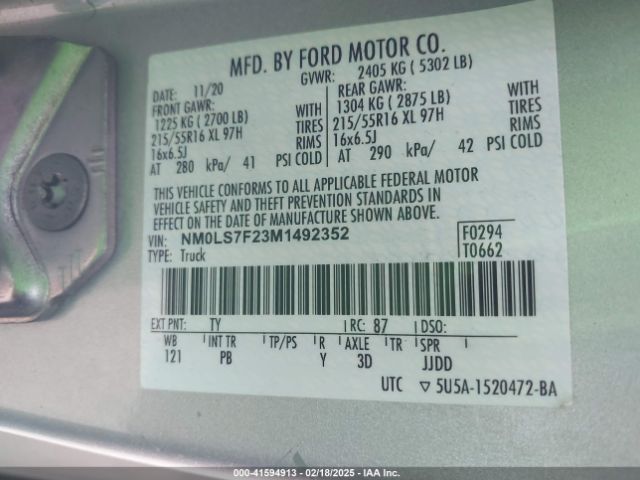 MFD. BY FORD MOTOR CO.
DATE: 11/20 GVWR: 2405 KG ( 5302 LB)
FRONT GAWR: REAR GAWR:
1225 KG ( 2700 LB) WITH 1304 KG ( 2875 LB) WITH
215/55R16 XL 97H TIRES 215/55R16 XL 97H TIRES
16x6.5J RIMS 16x6.5J RIMS
AT 280 kPa/ 41 PSI COLD AT 290 kPa/ 42 PSI COLD
THIS VEHICLE CONFORMS TO ALL APPLICABLE FEDERAL MOTOR
VEHICLE SAFETY AND THEFT PREVENTION STANDARDS IN
EFFECT ON THE DATE OF MANUFACTURE SHOWN ABOVE.
VIN: NM0LS7F23M1492352 F0294
TYPE: Truck T0662
EXT PNT: TY RC: 87 DSO:
WB INT TR TP/PS R AXLE TR SPR
121 PB Y 3D JJDD
UTC ▽ 5U5A-1520472-BA
000-41594913 - 02/18/2025 - IAA Inc.